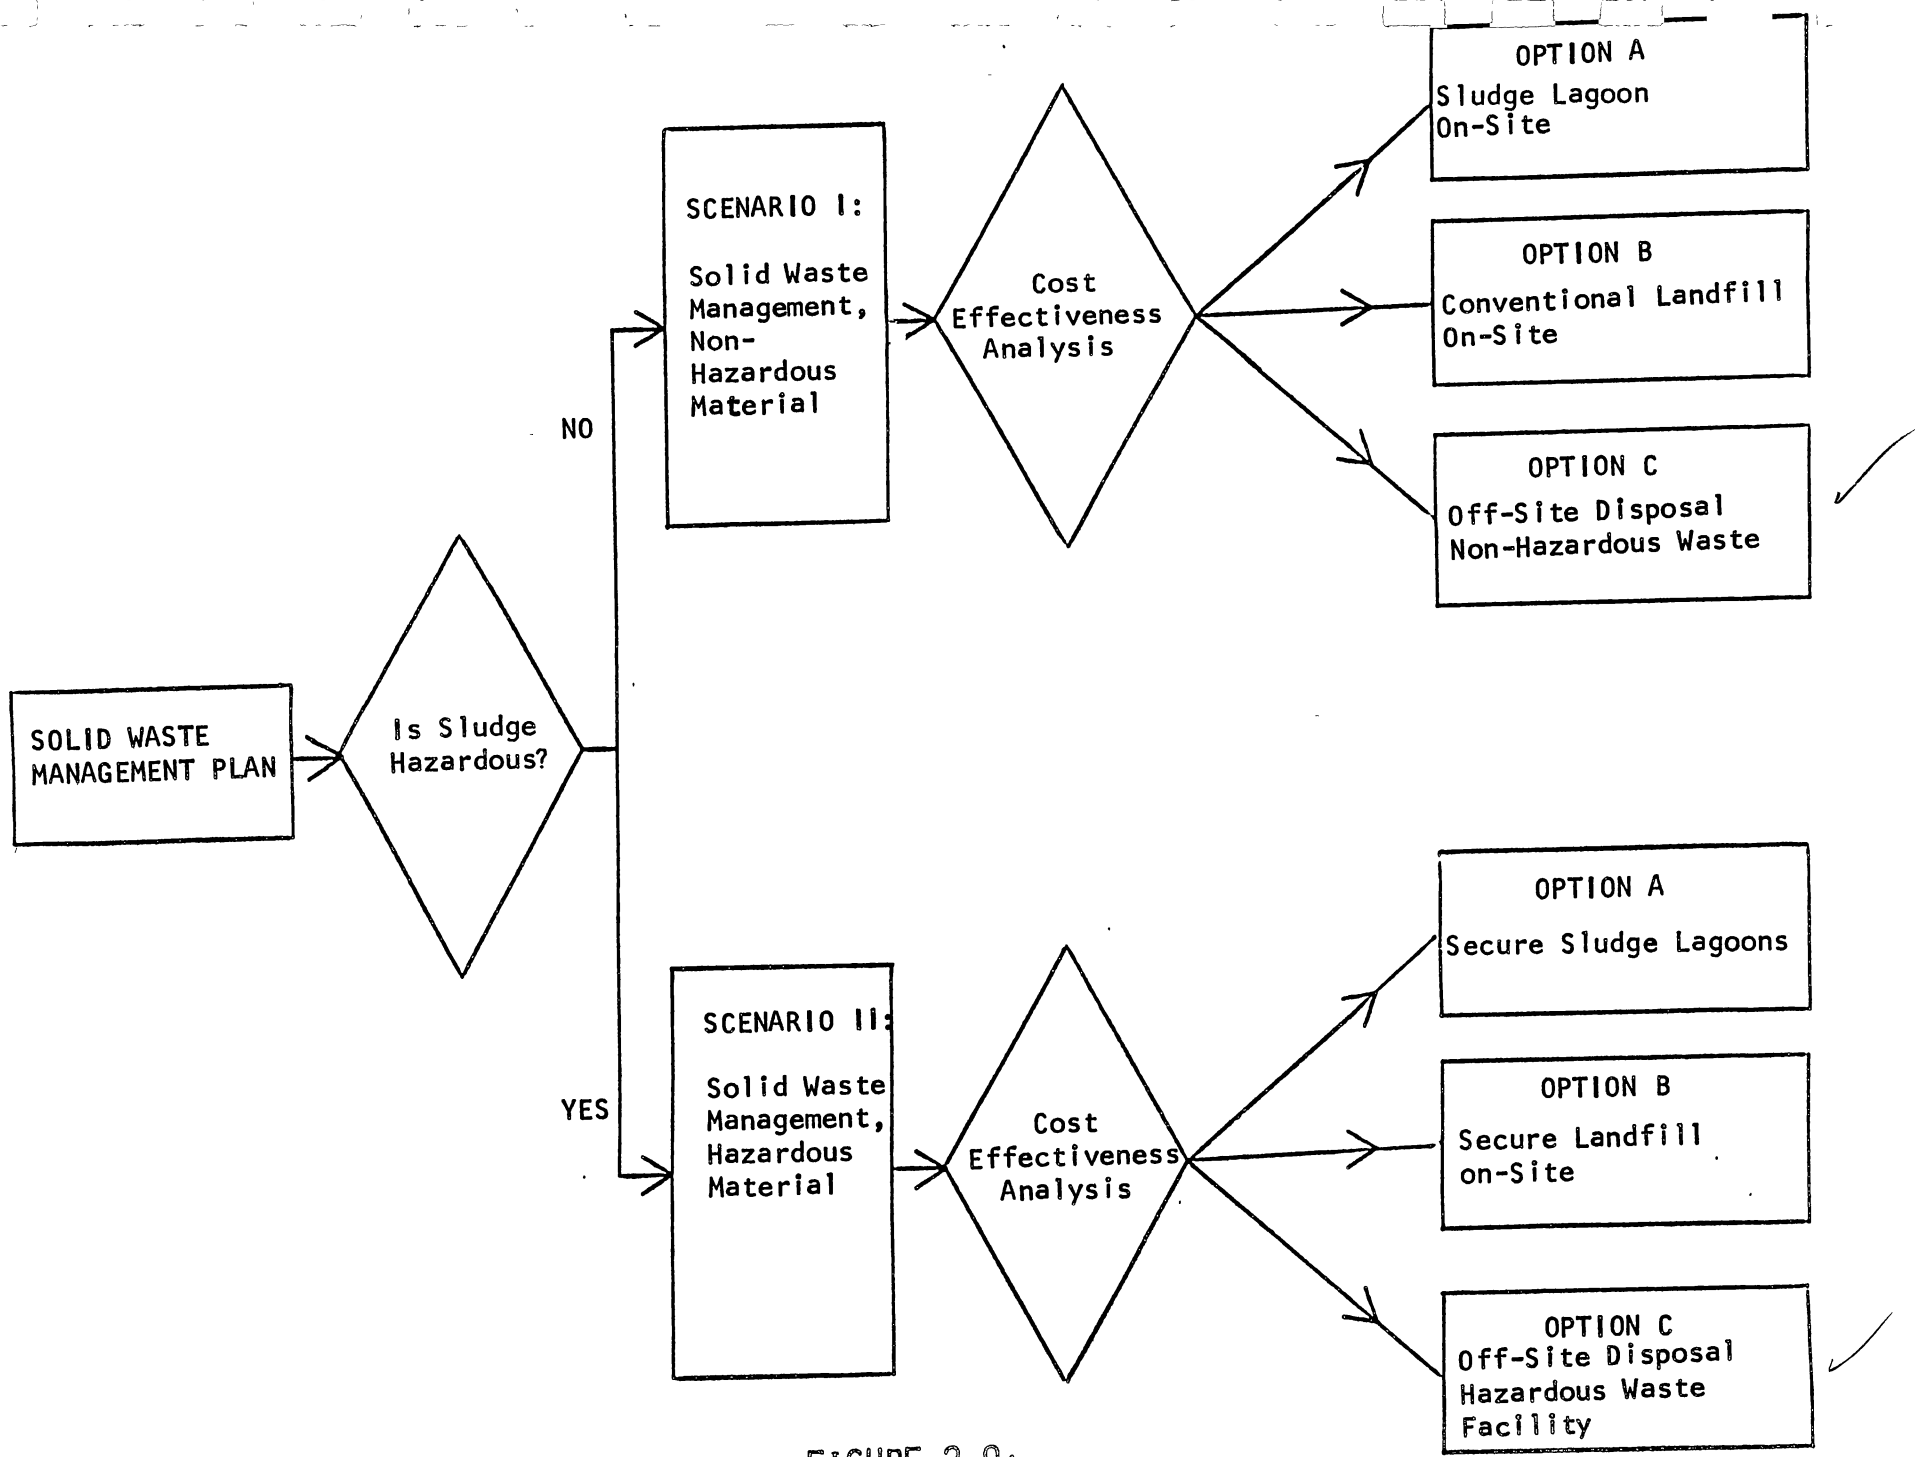 OPTION A
Sludge Lagoon
On-Site
SCENARIO I:
Solid Waste
Management,
Non-
Hazardous
Material
Cost
Effectiveness
Analysis
OPTION B
Conventional Landfill
On-Site
NO
OPTION C
Off-Site Disposal
Non-Hazardous Waste
SOLID WASTE
MANAGEMENT PLAN
Is Sludge
Hazardous?
OPTION A
Secure Sludge Lagoons
SCENARIO II:
Solid Waste
Management,
Hazardous
Material
YES
Cost
Effectiveness
Analysis
OPTION B
Secure Landfill
on-Site
OPTION C
Off-Site Disposal
Hazardous Waste
Facility
FIGURE